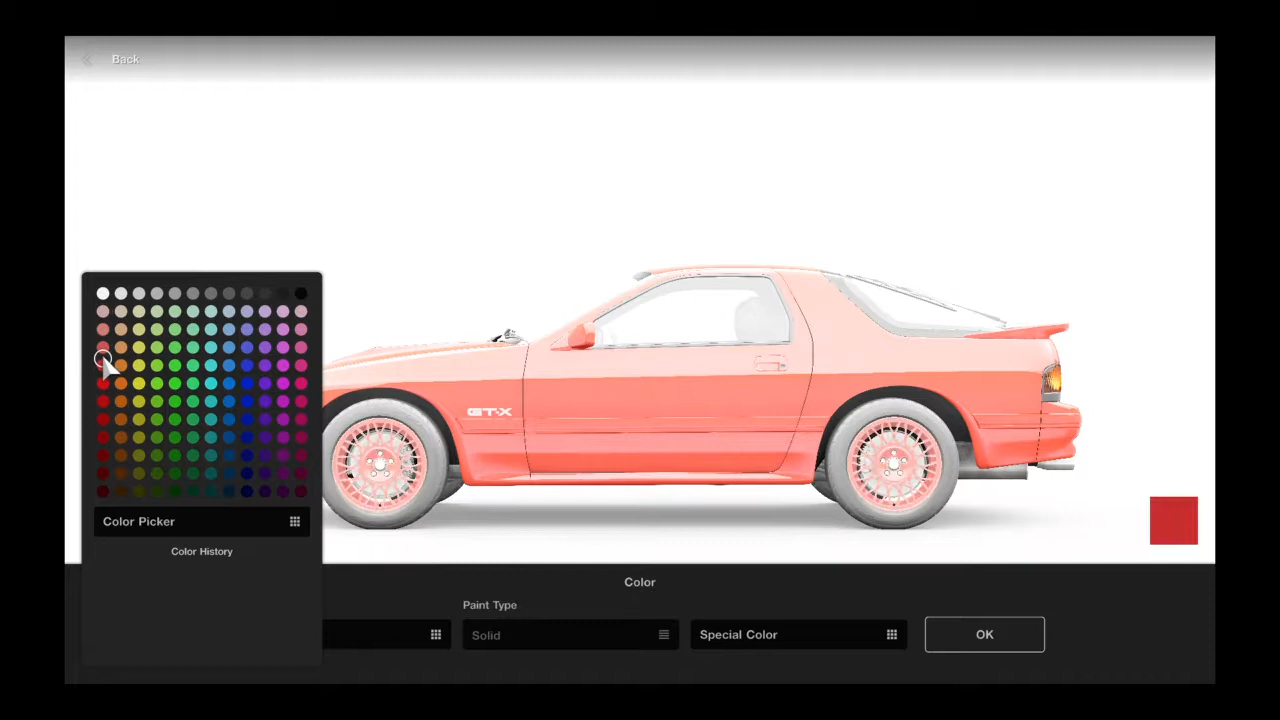 Back
GT-X
Color Picker
Color History
Color
Paint Type
Solid
Special Color
OK